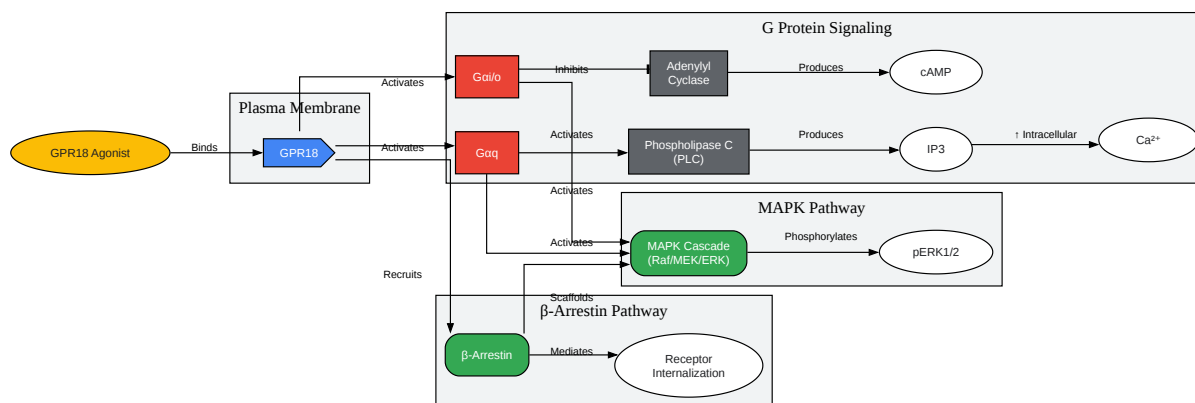 G Protein Signaling
Gαi/o
Inhibits
Adenylyl
Cyclase
Produces
cAMP
Activates
Plasma Membrane
GPR18 Agonist
Binds
GPR18
Activates
Gαq
Activates
Phospholipase C
(PLC)
Produces
IP3
↑ Intracellular
Ca²⁺
Activates
MAPK Pathway
Activates
MAPK Cascade
(Raf/MEK/ERK)
Phosphorylates
pERK1/2
Recruits
Scaffolds
β-Arrestin Pathway
β-Arrestin
Mediates
Receptor
Internalization